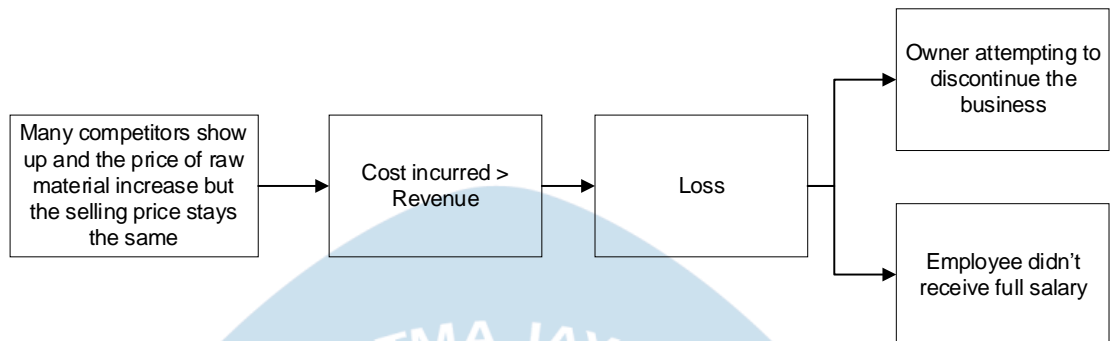 Many competitors show
up and the price of raw
material increase but
the selling price stays
the same
Cost incurred >
Revenue
Loss
Owner attempting to
discontinue the
business
Employee didn't
receive full salary